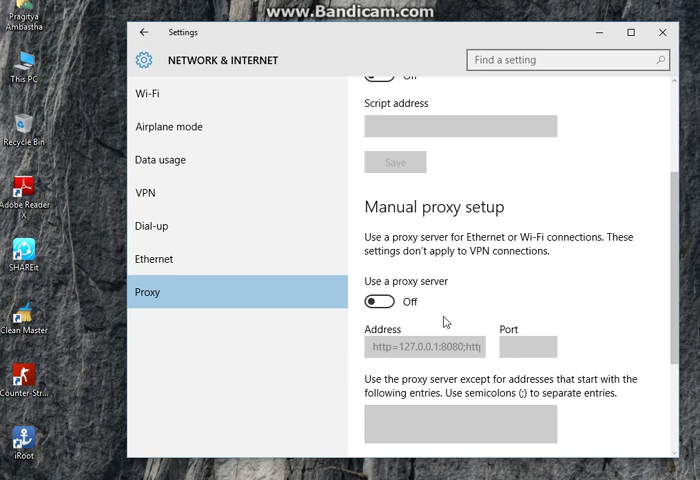 www.Bandicam.com
Pragitya
Ambastha
This PC
Recycle Bin
Adobe Reader
X
SHAREit
Clean Master
Counter-Str...
iRoot
Settings
NETWORK & INTERNET
Find a setting
Wi-Fi
Airplane mode
Data usage
VPN
Dial-up
Ethernet
Proxy
Off
Script address
Save
Manual proxy setup
Use a proxy server for Ethernet or Wi-Fi connections. These
settings don't apply to VPN connections.
Use a proxy server
Off
Address Port
http=127.0.0.1:8080;http
Use the proxy server except for addresses that start with the
following entries. Use semicolons (;) to separate entries.